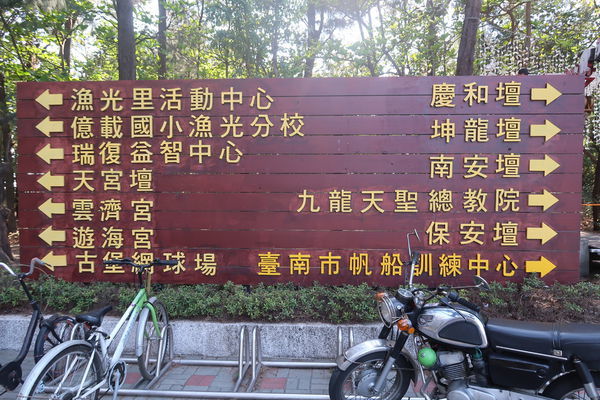 漁光里活動中心
億載國小漁光分校
瑞復益智中心
天宮壇
雲濟宮
遊海宮
古堡網球場
慶和壇
坤龍壇
南安壇
九龍天聖總教院
保安壇
臺南市帆船訓練中心